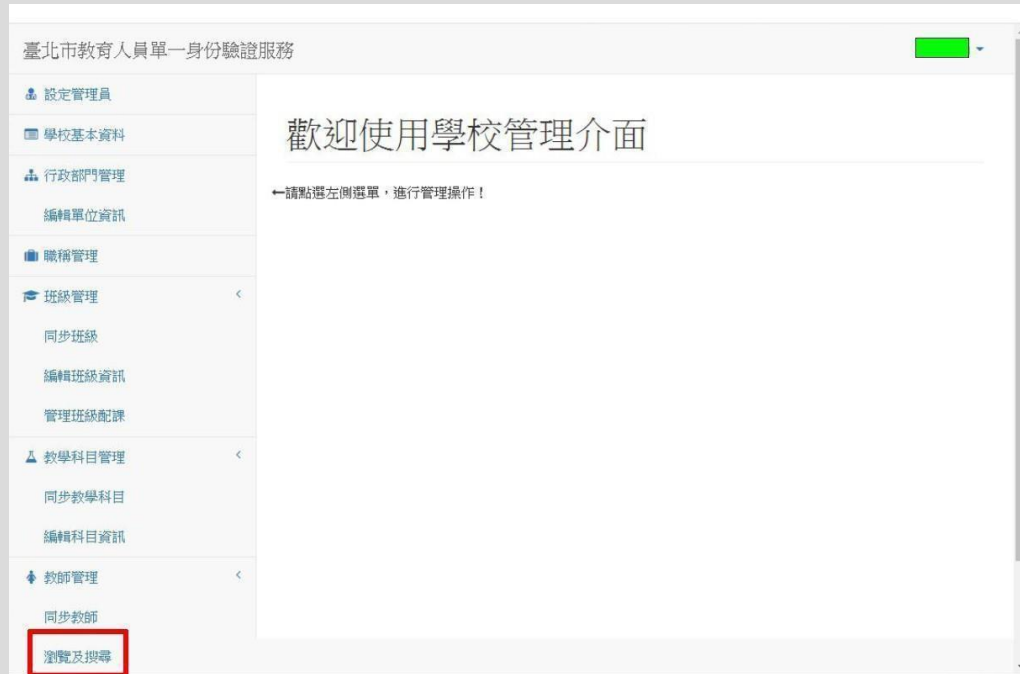 臺北市教育人員單一身份驗證服務
設定管理員
學校基本資料
行政部門管理
編輯單位資訊
職稱管理
班級管理
同步班級
編輯班級資訊
管理班級配課
教學科目管理
同步教學科目
編輯科目資訊
教師管理
同步教師
瀏覽及搜尋
歡迎使用學校管理介面
←請點選左側選單，進行管理操作！